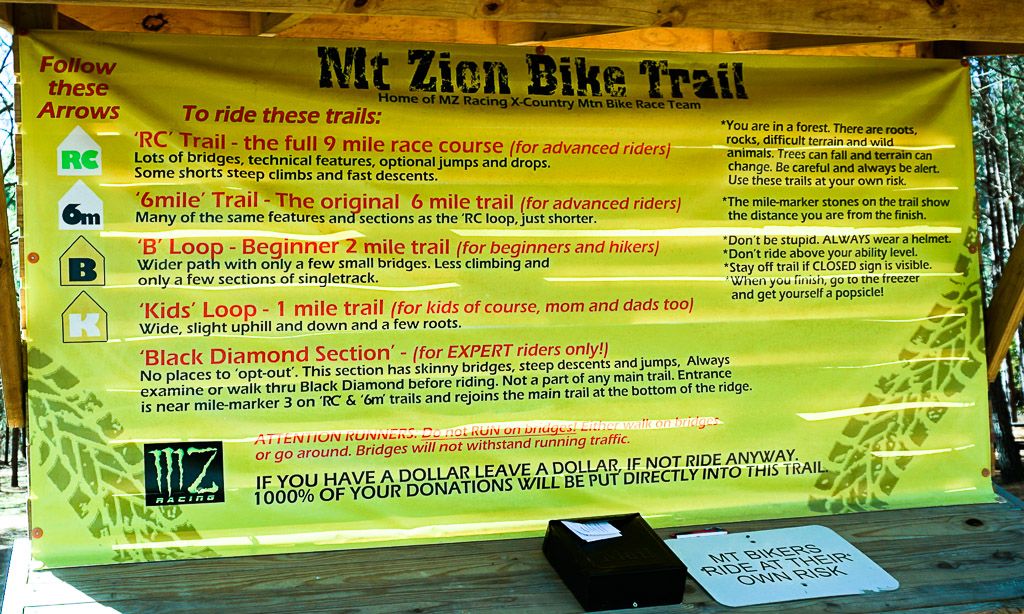 Mt Zion Bike Trail
Home of MZ Racing X-Country Mtn Bike Race Team
Follow
these
Arrows
To ride these trails:
RC
'RC' Trail - the full 9 mile race course (for advanced riders)
Lots of bridges, technical features, optional jumps and drops.
Some shorts steep climbs and fast descents.
6m
'6mile' Trail - The original 6 mile trail (for advanced riders)
Many of the same features and sections as the 'RC loop, just shorter.
B
'B' Loop - Beginner 2 mile trail (for beginners and hikers)
Wider path with only a few small bridges. Less climbing and
only a few sections of singletrack.
K
'Kids' Loop - 1 mile trail (for kids of course, mom and dads too)
Wide, slight uphill and down and a few roots.
'Black Diamond Section' - (for EXPERT riders only!)
No places to 'opt-out'. This section has skinny bridges, steep descents and jumps, Always
examine or walk thru Black Diamond before riding. Not a part of any main trail. Entrance
is near mile-marker 3 on 'RC' & '6m' trails and rejoins the main trail at the bottom of the ridge.
*You are in a forest. There are roots,
rocks, difficult terrain and wild
animals. Trees can fall and terrain can
change. Be careful and always be alert.
Use these trails at your own risk.
*The mile-marker stones on the trail show
the distance you are from the finish.
*Don't be stupid. ALWAYS wear a helmet.
*Don't ride above your ability level.
*Stay off trail if CLOSED sign is visible.
*When you finish, go to the freezer
and get yourself a popsicle!
ATTENTION RUNNERS. Do not RUN on bridges! Either walk on bridges
or go around. Bridges will not withstand running traffic.
MZ
RACING
IF YOU HAVE A DOLLAR LEAVE A DOLLAR, IF NOT RIDE ANYWAY.
1000% OF YOUR DONATIONS WILL BE PUT DIRECTLY INTO THIS TRAIL.
MT BIKERS
RIDE AT THEIR
OWN RISK